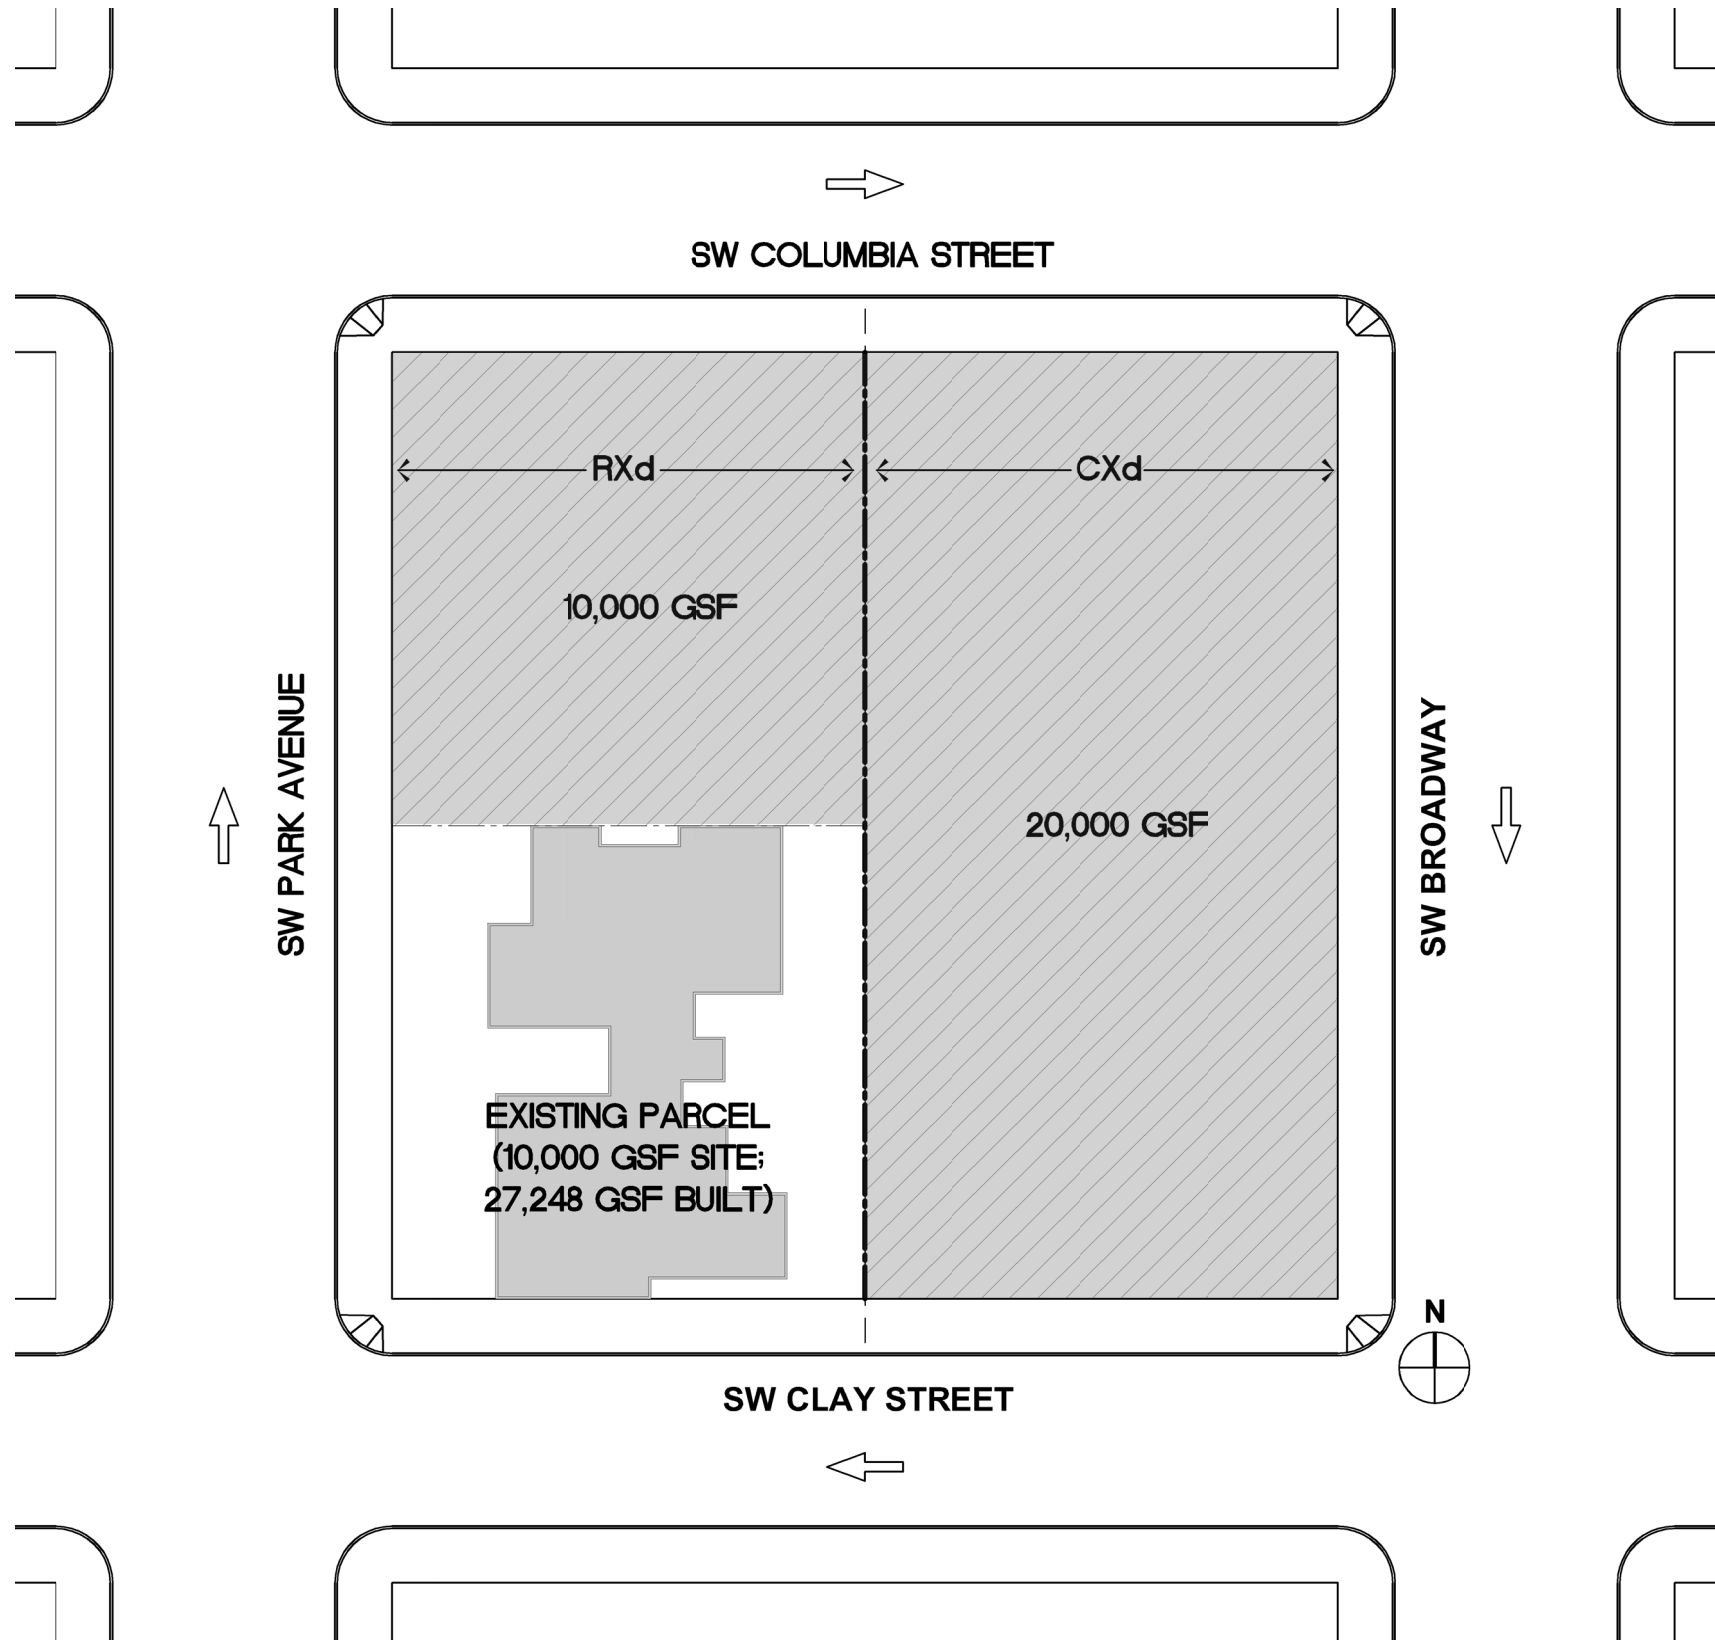 SW COLUMBIA STREET
RXd
CXd
10,000 GSF
SW PARK AVENUE
20,000 GSF
SW BROADWAY
EXISTING PARCEL
(10,000 GSF SITE;
27,248 GSF BUILT)
N
SW CLAY STREET